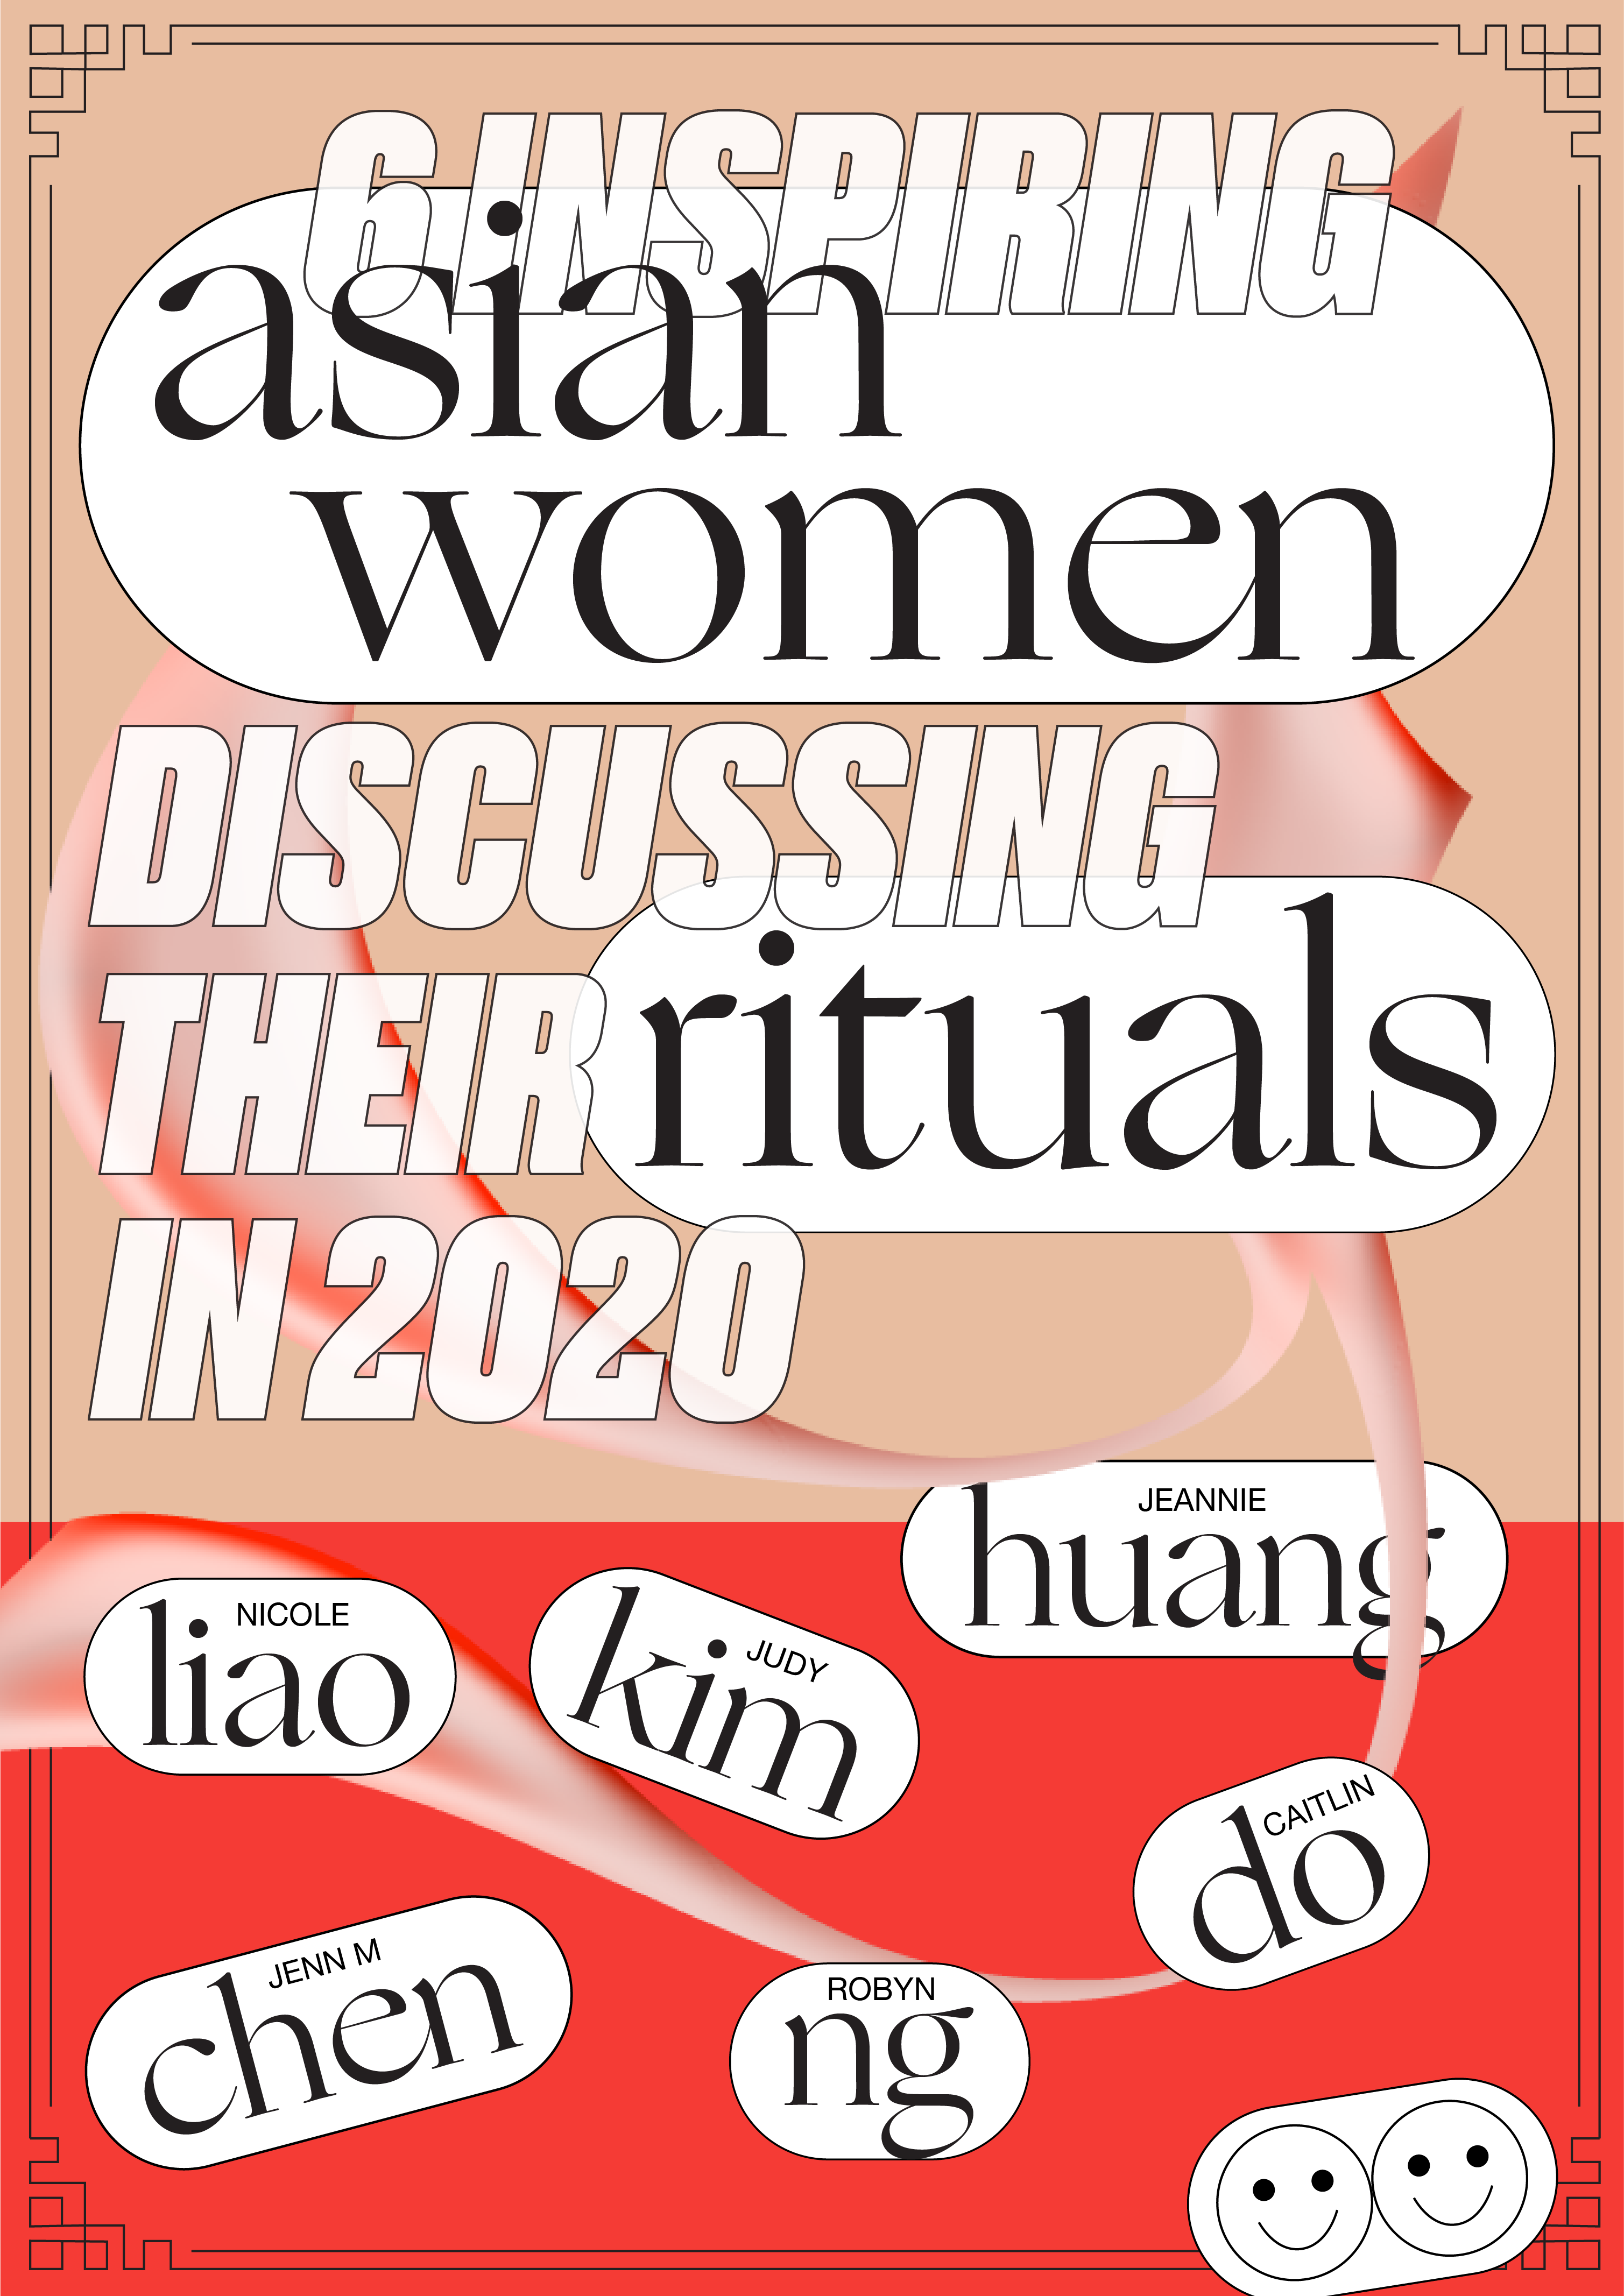 6 INSPIRING
asian
women
DISCUSSING
THEIR rituals
IN 2020
JEANNIE
huang
NICOLE
liao
JUDY
kim
CAITLIN
do
JENN M
chen
ROBYN
ng